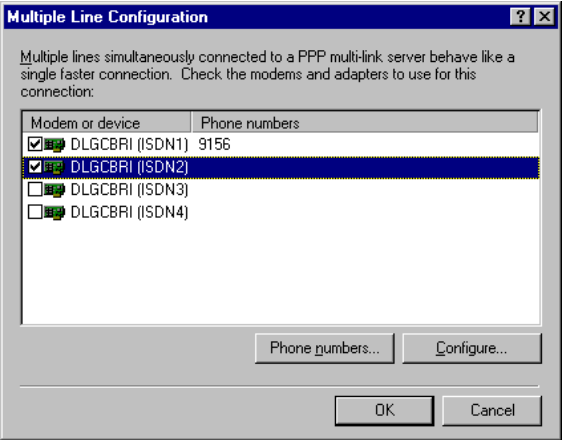 Multiple Line Configuration
Multiple lines simultaneously connected to a PPP multi-link server behave like a
single faster connection. Check the modems and adapters to use for this
connection:
Modem or device Phone numbers
DLGCBRI (ISDN1) 9156
DLGCBRI (ISDN2)
DLGCBRI (ISDN3)
DLGCBRI (ISDN4)
Phone numbers... Configure...
OK Cancel